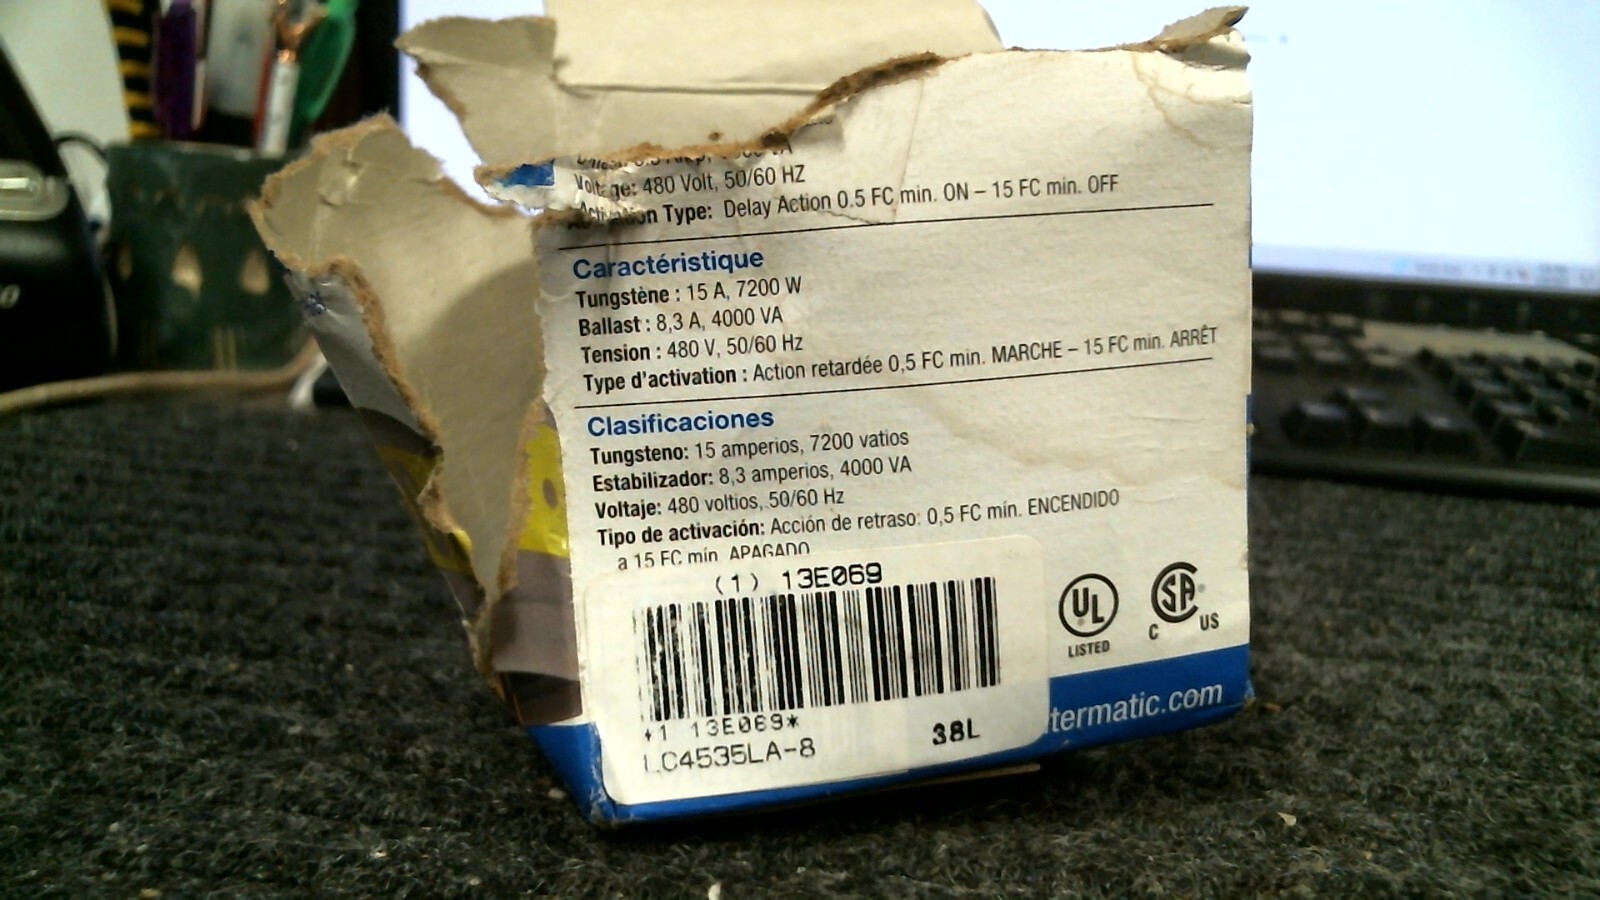 Voltage: 480 Volt, 50/60 HZ
Activation Type: Delay Action 0.5 FC min. ON – 15 FC min. OFF
Caractéristique
Tungstène : 15 A, 7200 W
Ballast : 8,3 A, 4000 VA
Tension : 480 V, 50/60 Hz
Type d'activation : Action retardée 0,5 FC min. MARCHE – 15 FC min. ARRÊT
Clasificaciones
Tungsteno: 15 amperios, 7200 vatios
Estabilizador: 8,3 amperios, 4000 VA
Voltaje: 480 voltios, 50/60 Hz
Tipo de activación: Acción de retraso: 0,5 FC mín. ENCENDIDO
a 15 FC mín. APAGADO
(1) 13E069
*1 13E069*
LC4535LA-8 38L
UL
LISTED
SA
C US
termatic.com